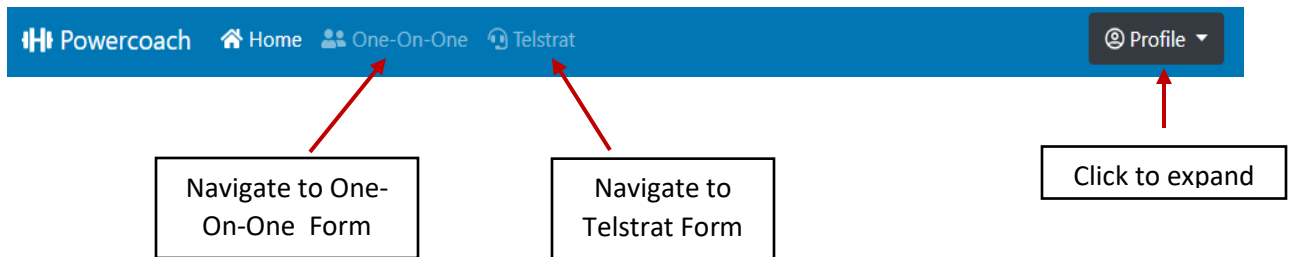 Powercoach Home One-On-One Telstrat Profile
Navigate to One-
On-One Form
Navigate to
Telstrat Form
Click to expand